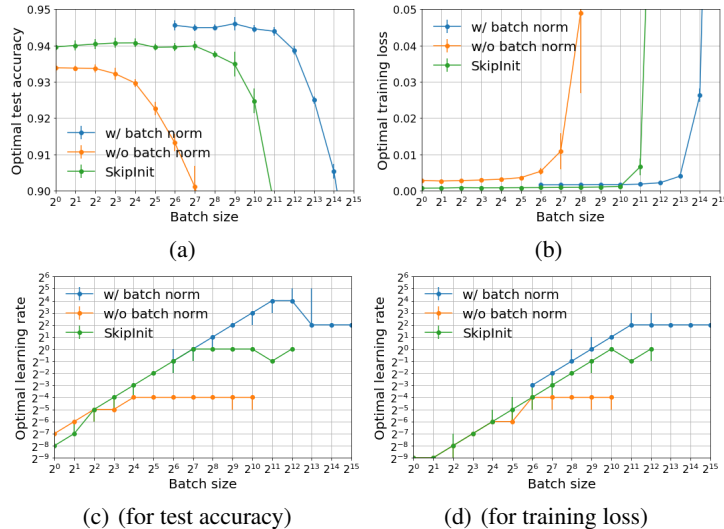 0.95
0.94
0.93
0.92
0.91
0.90
Optimal test accuracy
w/ batch norm
w/o batch norm
SkipInit
2^0 2^1 2^2 2^3 2^4 2^5 2^6 2^7 2^8 2^9 2^10 2^11 2^12 2^13 2^14 2^15
Batch size
(a)
0.05
0.04
0.03
0.02
0.01
0.00
Optimal training loss
w/ batch norm
w/o batch norm
SkipInit
2^0 2^1 2^2 2^3 2^4 2^5 2^6 2^7 2^8 2^9 2^10 2^11 2^12 2^13 2^14 2^15
Batch size
(b)
2^6
2^5
2^4
2^3
2^2
2^1
2^0
2^−1
2^−2
2^−3
2^−4
2^−5
2^−6
2^−7
2^−8
2^−9
Optimal learning rate
w/ batch norm
w/o batch norm
SkipInit
2^0 2^1 2^2 2^3 2^4 2^5 2^6 2^7 2^8 2^9 2^10 2^11 2^12 2^13 2^14 2^15
Batch size
(c) (for test accuracy)
2^6
2^5
2^4
2^3
2^2
2^1
2^0
2^−1
2^−2
2^−3
2^−4
2^−5
2^−6
2^−7
2^−8
2^−9
Optimal learning rate
w/ batch norm
w/o batch norm
SkipInit
2^0 2^1 2^2 2^3 2^4 2^5 2^6 2^7 2^8 2^9 2^10 2^11 2^12 2^13 2^14 2^15
Batch size
(d) (for training loss)